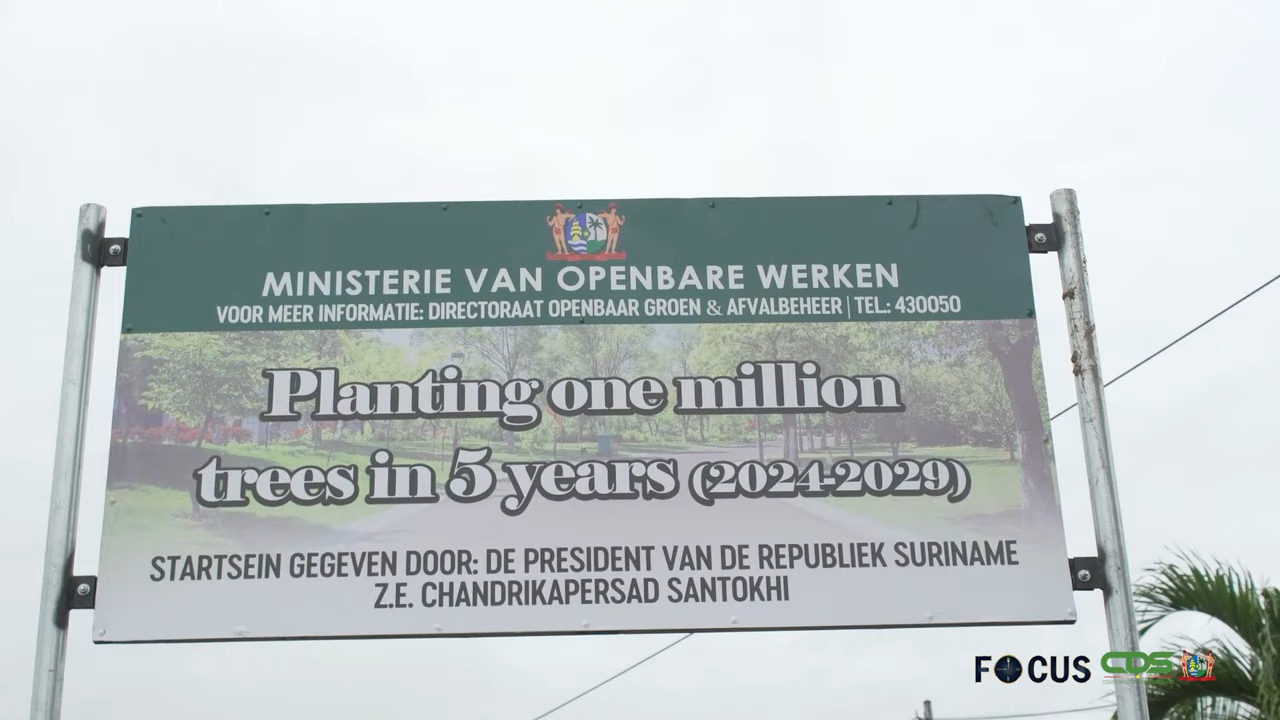 MINISTERIE VAN OPENBARE WERKEN
VOOR MEER INFORMATIE: DIRECTORAAT OPENBAAR GROEN & AFVALBEHEER | TEL.: 430050
Planting one million
trees in 5 years (2024-2029)
STARTSEIN GEGEVEN DOOR: DE PRESIDENT VAN DE REPUBLIEK SURINAME
Z.E. CHANDRIKAPERSAD SANTOKHI
FOCUS CDS